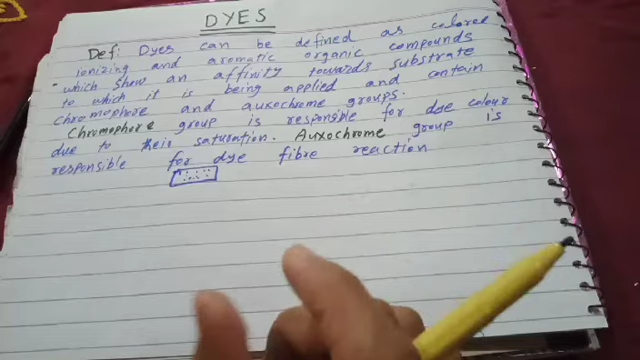 DYES
Def: Dyes can be defined as coloree
ionizing and aromatic organic compounds
which show an affinity towards substrate
to which it is being applied and contain
chromophore and auxochrome groups.
Chromophore group is responsible for dye colour
due to their saturation. Auxochrome group is
responsible for dye fibre reaction